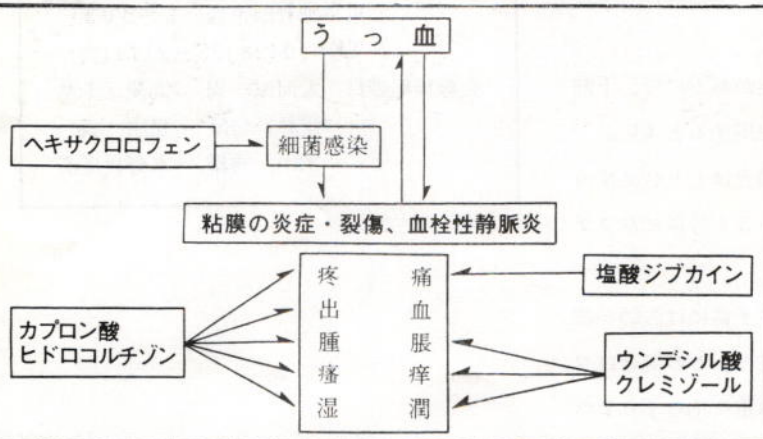 うっ血
ヘキサクロロフェン
細菌感染
粘膜の炎症・裂傷、血栓性静脈炎
疼痛
出血
腫脹
瘙痒
湿潤
塩酸ジブカイン
カプロン酸
ヒドロコルチゾン
ウンデシル酸
クレミゾール